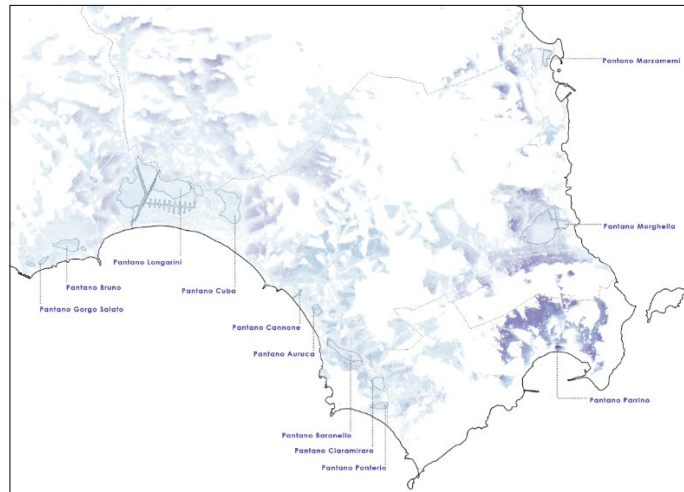 Pantano Marzamemi
Pantano Morghella
Pantano Longarini
Pantano Bruno
Pantano Cuba
Pantano Gorgo Salato
Pantano Cannone
Pantano Auruca
Pantano Parrino
Pantano Baronello
Pantano Ciaramiraro
Pantano Ponterio